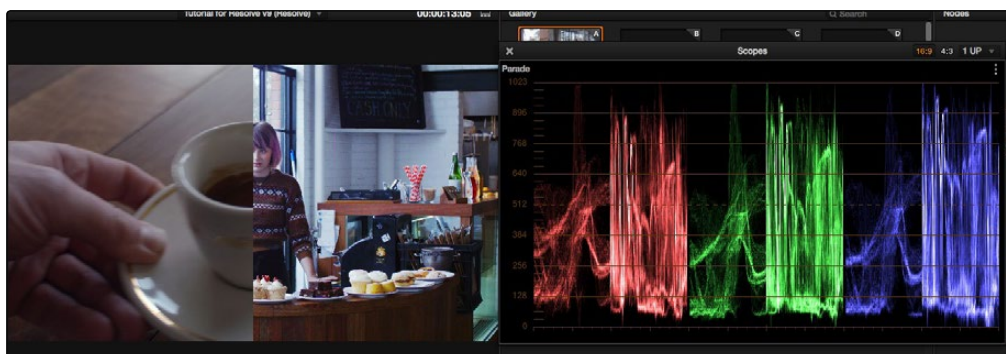 Tutorial for Resolve v9 (Resolve)
00:00:13:05
Gallery
Search
Nodes
A
B
C
D
Scopes
16:9 4:3 1 UP
Parade
1023
896
768
640
512
384
256
128
0
CASH ONLY